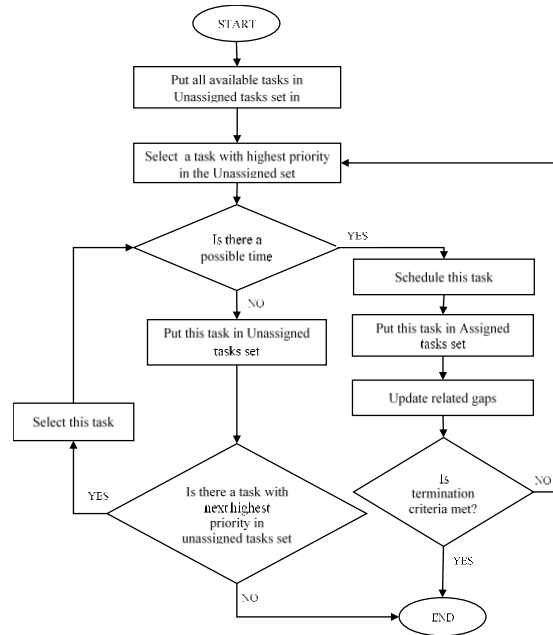 START
Put all available tasks in
Unassigned tasks set in
Select a task with highest priority
in the Unassigned set
Is there a
possible time
YES
Schedule this task
NO
Put this task in Unassigned
tasks set
Put this task in Assigned
tasks set
Update related gaps
Select this task
Is
termination
criteria met?
NO
YES
Is there a task with
next highest
priority in
unassigned tasks set
YES
NO
END